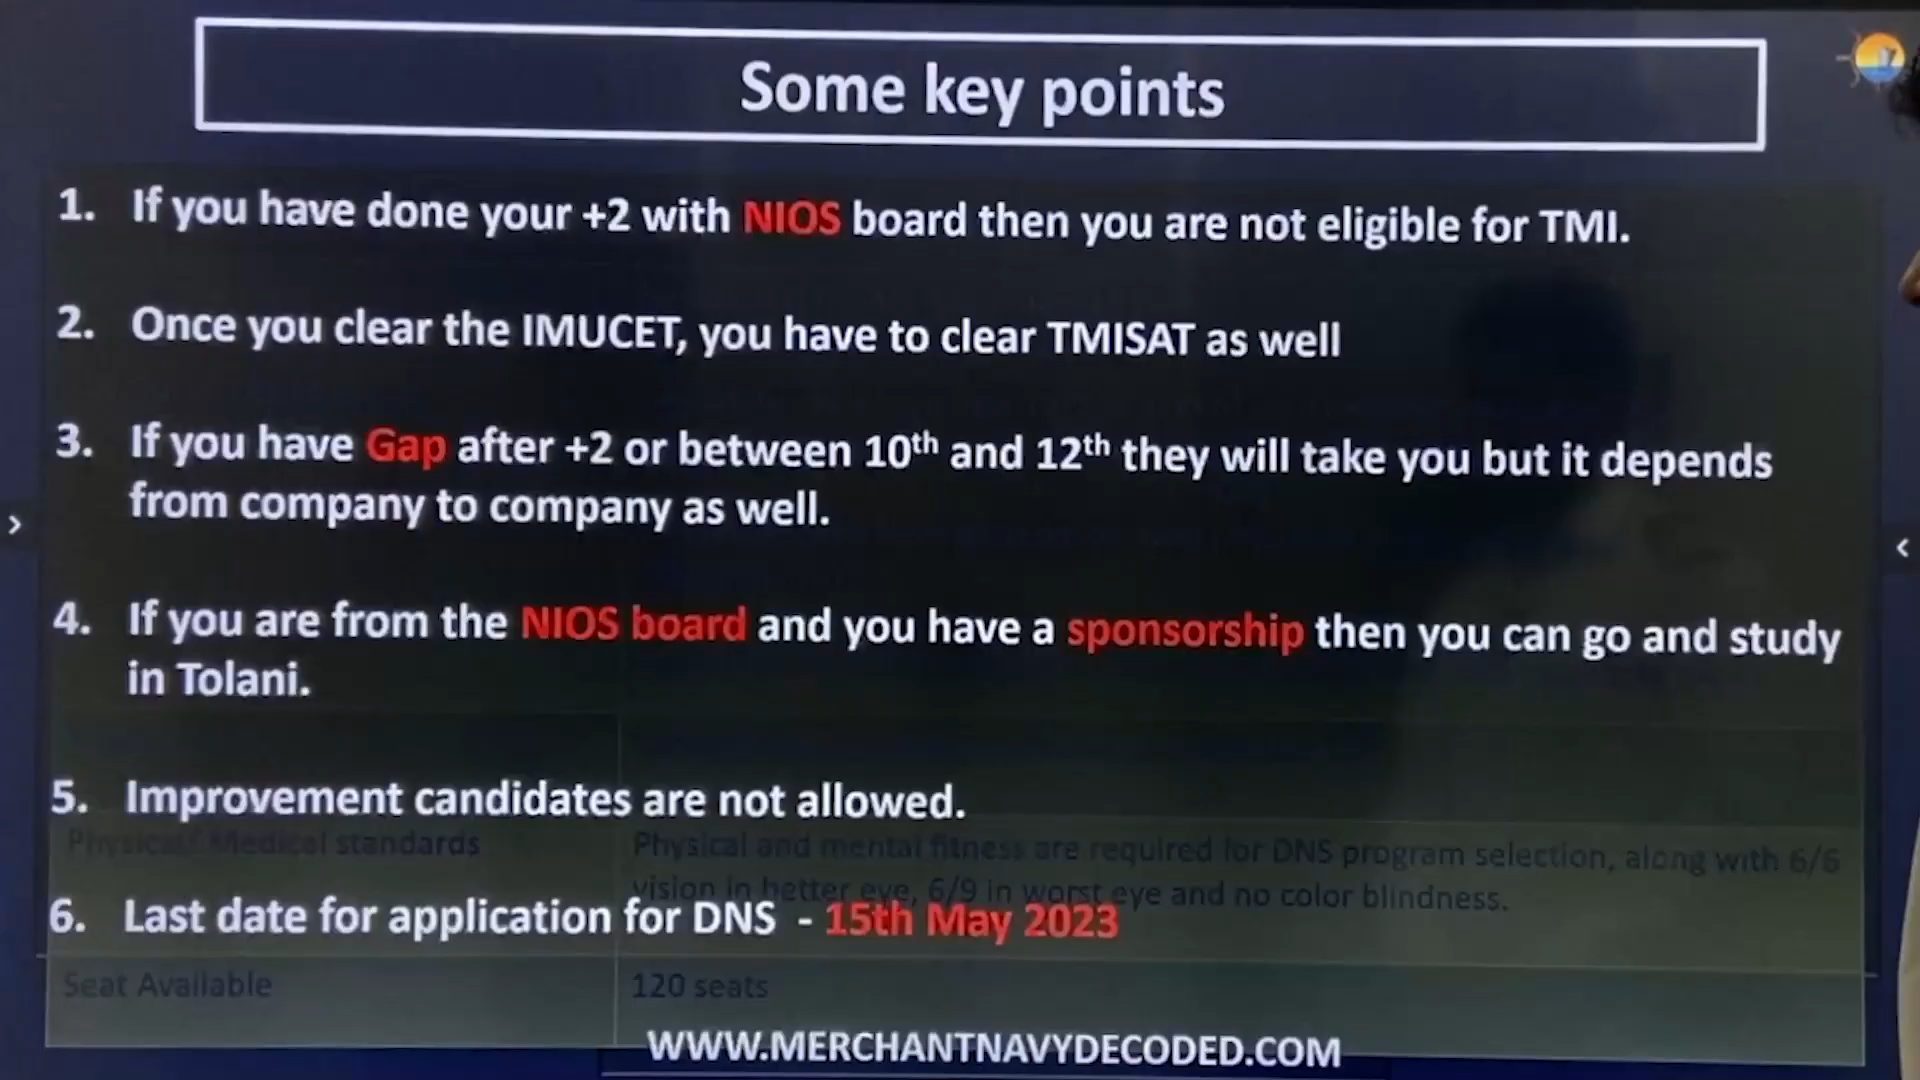 Some key points
1. If you have done your +2 with NIOS board then you are not eligible for TMI.
2. Once you clear the IMUCET, you have to clear TMISAT as well
3. If you have Gap after +2 or between 10th and 12th they will take you but it depends
from company to company as well.
4. If you are from the NIOS board and you have a sponsorship then you can go and study
in Tolani.
5. Improvement candidates are not allowed.
Physical/ Medical standards
Physical and mental fitness are required for DNS program selection, along with 6/6
vision in better eye, 6/9 in worst eye and no color blindness.
6. Last date for application for DNS - 15th May 2023
Seat Available
120 seats
WWW.MERCHANTNAVYDECODED.COM